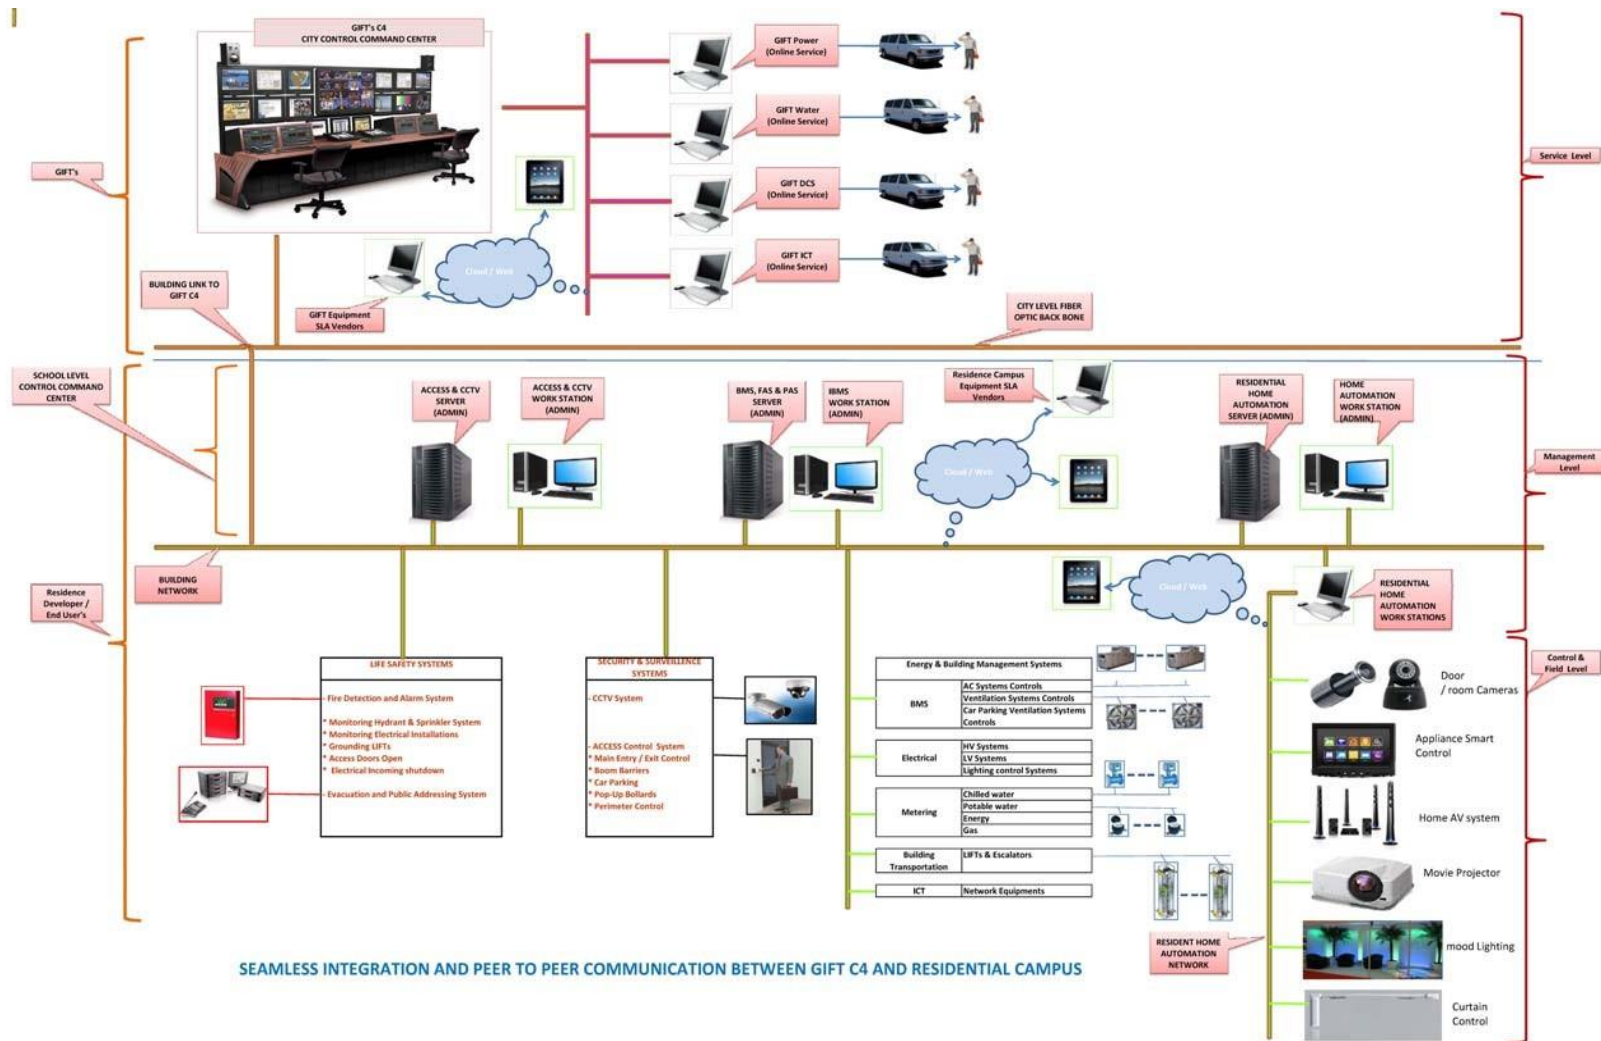 GIFT's C4
CITY CONTROL COMMAND CENTER
GIFT Power
(Online Service)
GIFT Water
(Online Service)
GIFT DCS
(Online Service)
GIFT ICT
(Online Service)
GIFT's
Service Level
Cloud / Web
BUILDING LINK TO
GIFT C4
GIFT Equipment
SLA Vendors
CITY LEVEL FIBER
OPTIC BACK BONE
SCHOOL LEVEL
CONTROL COMMAND
CENTER
ACCESS & CCTV
SERVER
(ADMIN)
ACCESS & CCTV
WORK STATION
(ADMIN)
BMS, FAS & PAS
SERVER
(ADMIN)
IBMS
WORK STATION
(ADMIN)
Residence Campus
Equipment SLA
Vendors
RESIDENTIAL
HOME
AUTOMATION
SERVER (ADMIN)
HOME
AUTOMATION
WORK STATION
(ADMIN)
Cloud / Web
Management
Level
BUILDING
NETWORK
Residence
Developer /
End User's
Cloud / Web
RESIDENTIAL
HOME
AUTOMATION
WORK STATIONS
LIFE SAFETY SYSTEMS
- Fire Detection and Alarm System
* Monitoring Hydrant & Sprinkler System
* Monitoring Electrical Installations
* Grounding LIFTs
* Access Doors Open
* Electrical Incoming shutdown
- Evacuation and Public Addressing System
SECURITY & SURVEILLENCE
SYSTEMS
- CCTV System
- ACCESS Control System
* Main Entry / Exit Control
* Boom Barriers
* Car Parking
* Pop-Up Bollards
* Perimeter Control
Energy & Building Management Systems
BMS
AC Systems Controls
Ventilation Systems Controls
Car Parking Ventilation Systems
Controls
Electrical
HV Systems
LV Systems
Lighting control Systems
Metering
Chilled water
Potable water
Energy
Gas
Building
Transportation
LIFTs & Escalators
ICT
Network Equipments
Control &
Field Level
Door
/ room Cameras
Appliance Smart
Control
Home AV system
Movie Projector
mood Lighting
Curtain
Control
RESIDENT HOME
AUTOMATION
NETWORK
SEAMLESS INTEGRATION AND PEER TO PEER COMMUNICATION BETWEEN GIFT C4 AND RESIDENTIAL CAMPUS